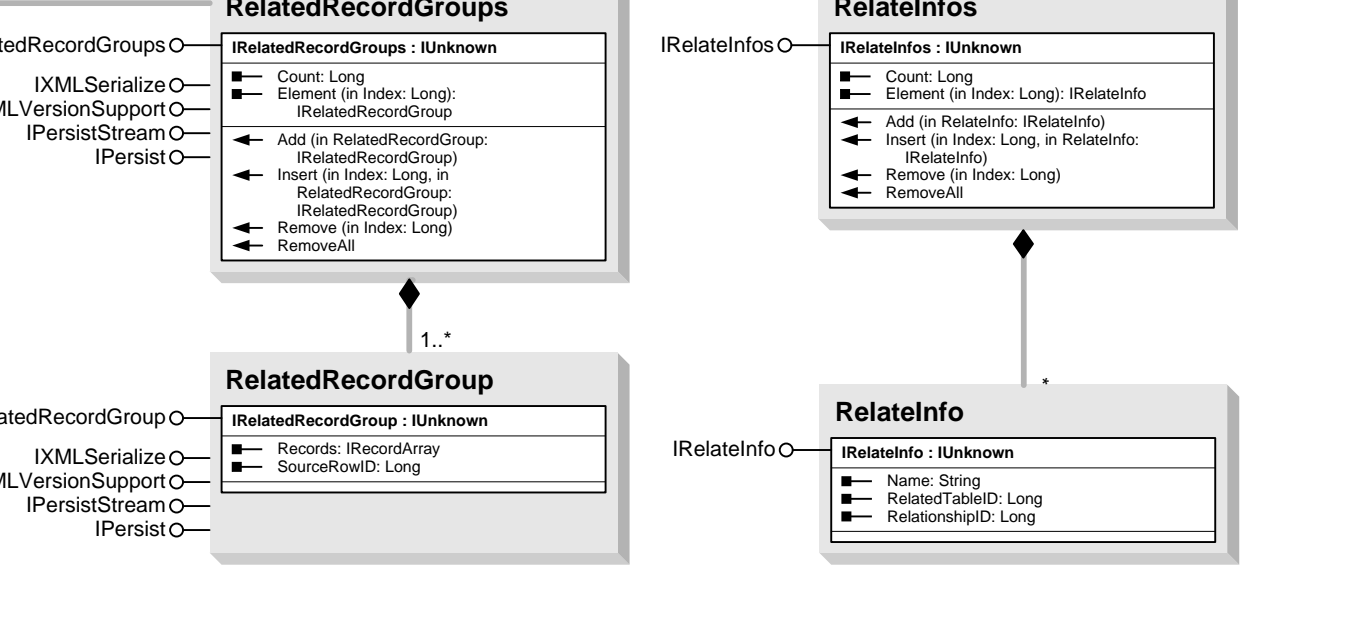 RelatedRecordGroups
tedRecordGroups
IRelatedRecordGroups : IUnknown
IXMLSerialize
MLVersionSupport
IPersistStream
IPersist
Count: Long
Element (in Index: Long):
IRelatedRecordGroup
Add (in RelatedRecordGroup:
IRelatedRecordGroup)
Insert (in Index: Long, in
RelatedRecordGroup:
IRelatedRecordGroup)
Remove (in Index: Long)
RemoveAll
1..*
RelatedRecordGroup
atedRecordGroup
IRelatedRecordGroup : IUnknown
IXMLSerialize
MLVersionSupport
IPersistStream
IPersist
Records: IRecordArray
SourceRowID: Long
RelateInfos
IRelateInfos
IRelateInfos : IUnknown
Count: Long
Element (in Index: Long): IRelateInfo
Add (in RelateInfo: IRelateInfo)
Insert (in Index: Long, in RelateInfo:
IRelateInfo)
Remove (in Index: Long)
RemoveAll
*
RelateInfo
IRelateInfo
IRelateInfo : IUnknown
Name: String
RelatedTableID: Long
RelationshipID: Long